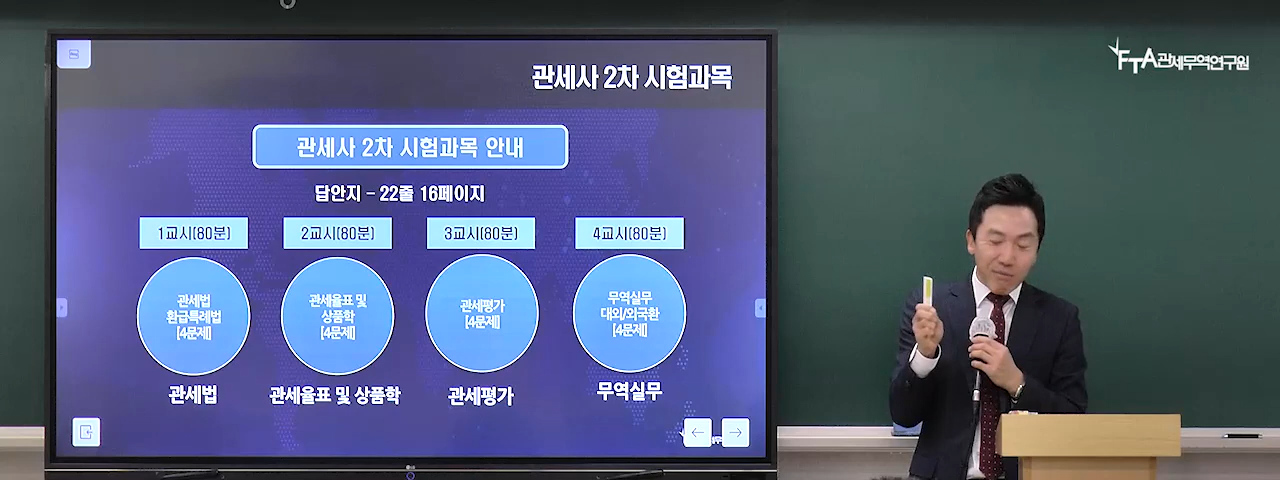 관세사 2차 시험과목
FTA관세무역연구원
관세사 2차 시험과목 안내
답안지 - 22줄 16페이지
1교시(80분)
2교시(80분)
3교시(80분)
4교시(80분)
관세법
환급특례법
[4문제]
관세율표 및
상품학
[4문제]
관세평가
[4문제]
무역실무
대외/외국환
[4문제]
관세법
관세율표 및 상품학
관세평가
무역실무
LG